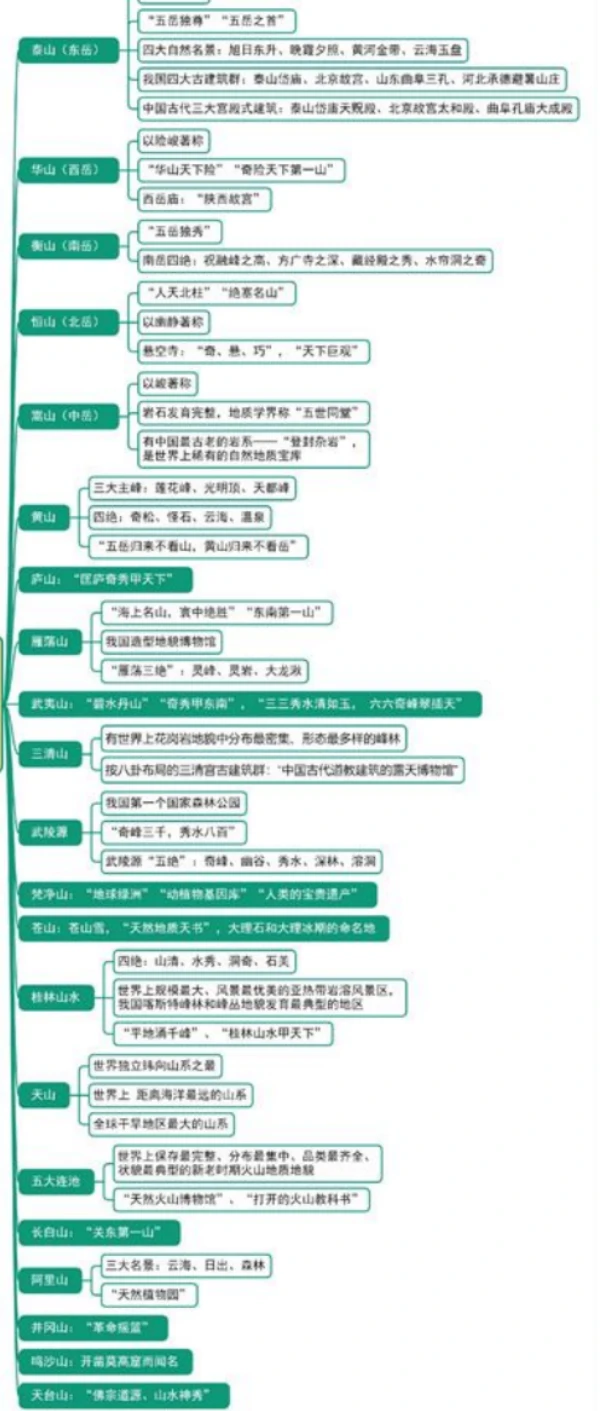 泰山（东岳）
“五岳独尊”“五岳之首”
四大自然名景：旭日东升、晚霞夕照、黄河金带、云海玉盘
我国四大古建筑群：泰山岱庙、北京故宫、山东曲阜三孔、河北承德避暑山庄
中国古代三大宫殿式建筑：泰山岱庙天贶殿、北京故宫太和殿、曲阜孔庙大成殿
华山（西岳）
以险峻著称
“华山天下险”“奇险天下第一山”
西岳庙：“陕西故宫”
衡山（南岳）
“五岳独秀”
南岳四绝：祝融峰之高、方广寺之深、藏经殿之秀、水帘洞之奇
恒山（北岳）
“人天北柱”“绝塞名山”
以幽静著称
悬空寺：“奇、悬、巧”，“天下巨观”
嵩山（中岳）
以峻著称
岩石发育完整，地质学界称“五世同堂”
有中国最古老的岩系——“登封杂岩”，
是世界上稀有的自然地质宝库
黄山
三大主峰：莲花峰、光明顶、天都峰
四绝：奇松、怪石、云海、温泉
“五岳归来不看山，黄山归来不看岳”
庐山：“匡庐奇秀甲天下”
雁荡山
“海上名山，寰中绝胜”“东南第一山”
我国造型地貌博物馆
“雁荡三绝”：灵峰、灵岩、大龙湫
武夷山：“碧水丹山”“奇秀甲东南”，“三三秀水清如玉，六六奇峰翠插天”
三清山
有世界上花岗岩地貌中分布最密集、形态最多样的峰林
按八卦布局的三清宫古建筑群：“中国古代道教建筑的露天博物馆”
武陵源
我国第一个国家森林公园
“奇峰三千，秀水八百”
武陵源“五绝”：奇峰、幽谷、秀水、深林、溶洞
梵净山：“地球绿洲”“动植物基因库”“人类的宝贵遗产”
苍山：苍山雪，“天然地质天书”，大理石和大理冰期的命名地
桂林山水
四绝：山清、水秀、洞奇、石美
世界上规模最大、风景最优美的亚热带岩溶风景区，
我国喀斯特峰林和峰丛地貌发育最典型的地区
“平地涌千峰”、“桂林山水甲天下”
天山
世界独立纬向山系之最
世界上 距离海洋最远的山系
全球干旱地区最大的山系
五大连池
世界上保存最完整、分布最集中、品类最齐全、
状貌最典型的新老时期火山地质地貌
“天然火山博物馆”、“打开的火山教科书”
长白山：“关东第一山”
阿里山
三大名景：云海、日出、森林
“天然植物园”
井冈山：“革命摇篮”
鸣沙山：开凿莫高窟而闻名
天台山：“佛宗道源、山水神秀”